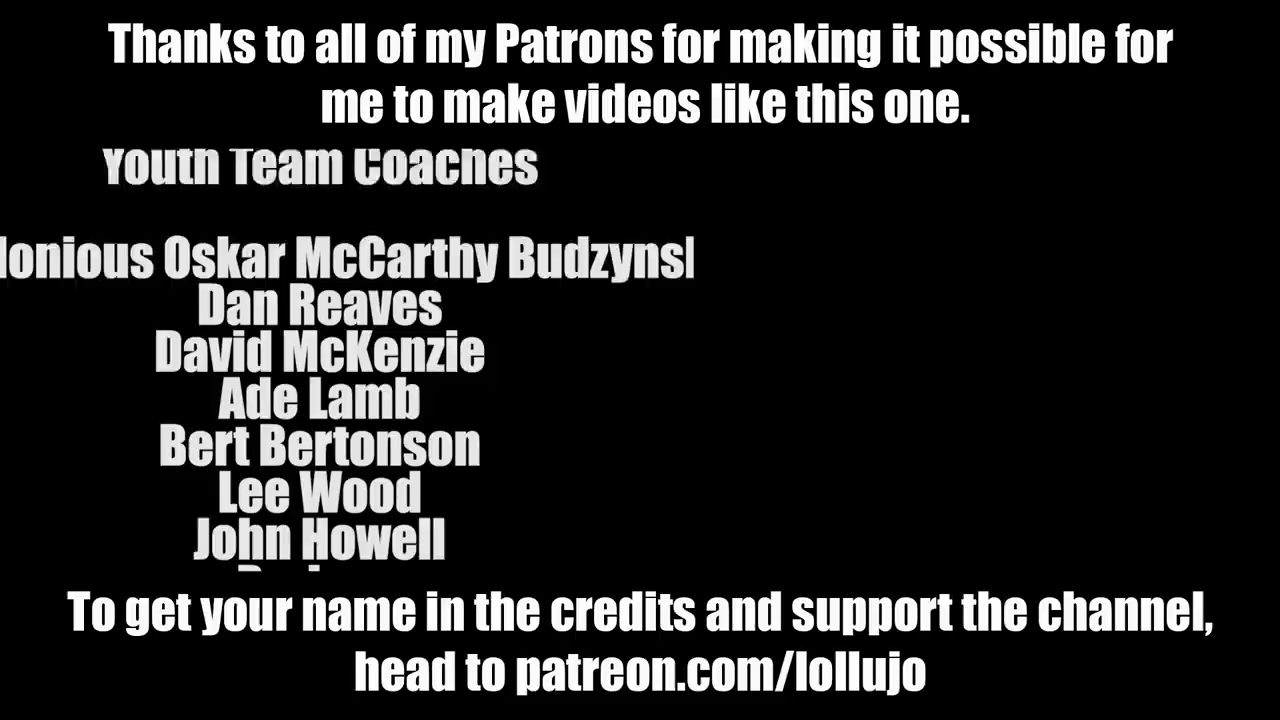 Thanks to all of my Patrons for making it possible for
me to make videos like this one.
Youth Team Coaches
Oskar McCarthy
Dan Reaves
David McKenzie
Ade Lamb
Bert Bertonson
Lee Wood
John Howell
To get your name in the credits and support the channel,
head to patreon.com/lollujo